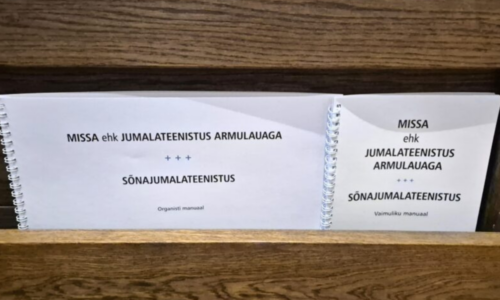 MISSA ehk JUMALATEENISTUS ARMULAUAGA
+ + +
SÕNAJUMALATEENISTUS
Organisti manuaal
MISSA
ehk
JUMALATEENISTUS
ARMULAUAGA
+ + +
SÕNAJUMALATEENISTUS
Vaimuliku manuaal